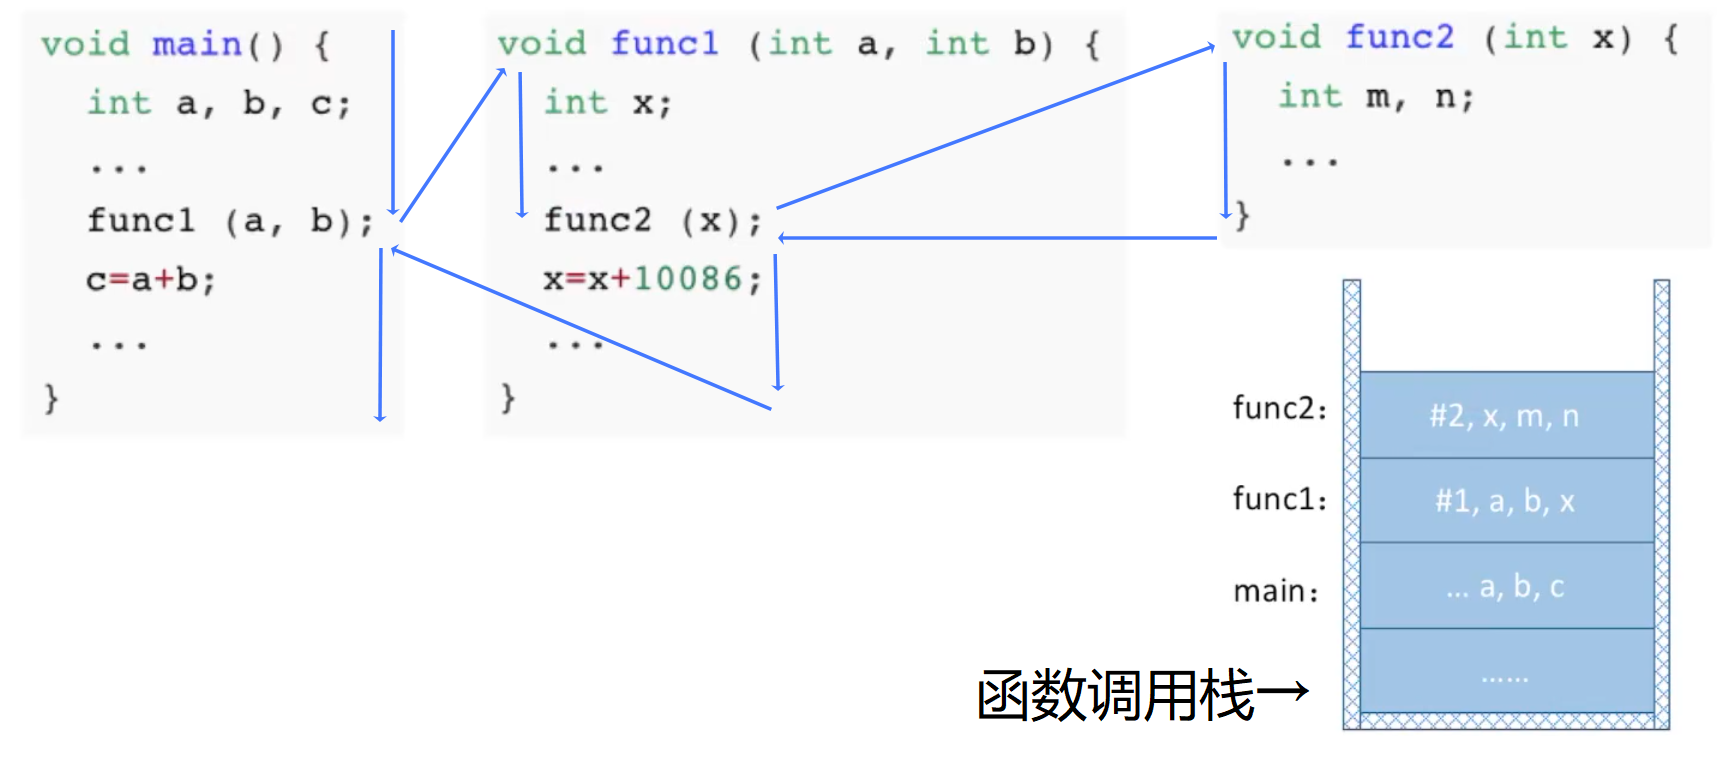 void main() {
int a, b, c;
...
func1 (a, b);
c=a+b;
...
}
void func1 (int a, int b) {
int x;
...
func2 (x);
x=x+10086;
...
}
void func2 (int x) {
int m, n;
...
}
func2: #2, x, m, n
func1: #1, a, b, x
main: ... a, b, c
......
函数调用栈→